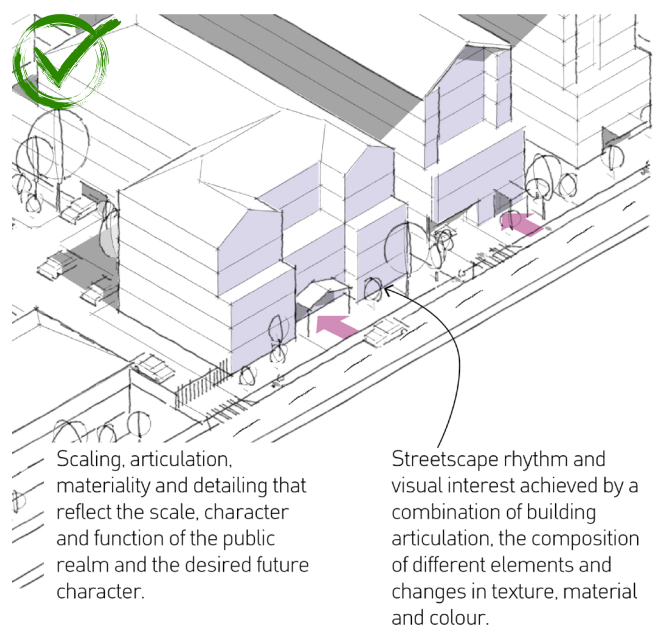 Scaling, articulation,
materiality and detailing that
reflect the scale, character
and function of the public
realm and the desired future
character.
Streetscape rhythm and
visual interest achieved by a
combination of building
articulation, the composition
of different elements and
changes in texture, material
and colour.